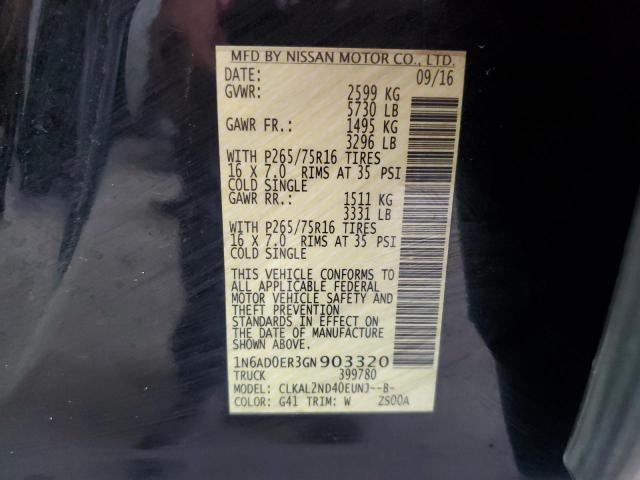 MFD BY NISSAN MOTOR CO., LTD.
DATE: 09/16
GVWR: 2599 KG
5730 LB
GAWR FR.: 1495 KG
3296 LB
WITH P265/75R16 TIRES
16 X 7.0 RIMS AT 35 PSI
COLD SINGLE
GAWR RR.: 1511 KG
3331 LB
WITH P265/75R16 TIRES
16 X 7.0 RIMS AT 35 PSI
COLD SINGLE
THIS VEHICLE CONFORMS TO
ALL APPLICABLE FEDERAL
MOTOR VEHICLE SAFETY AND
THEFT PREVENTION
STANDARDS IN EFFECT ON
THE DATE OF MANUFACTURE
SHOWN ABOVE.
1N6AD0ER3GN903320
TRUCK 399780
MODEL: CLKAL2ND40EUNJ--B-
COLOR: G41 TRIM: W ZS00A